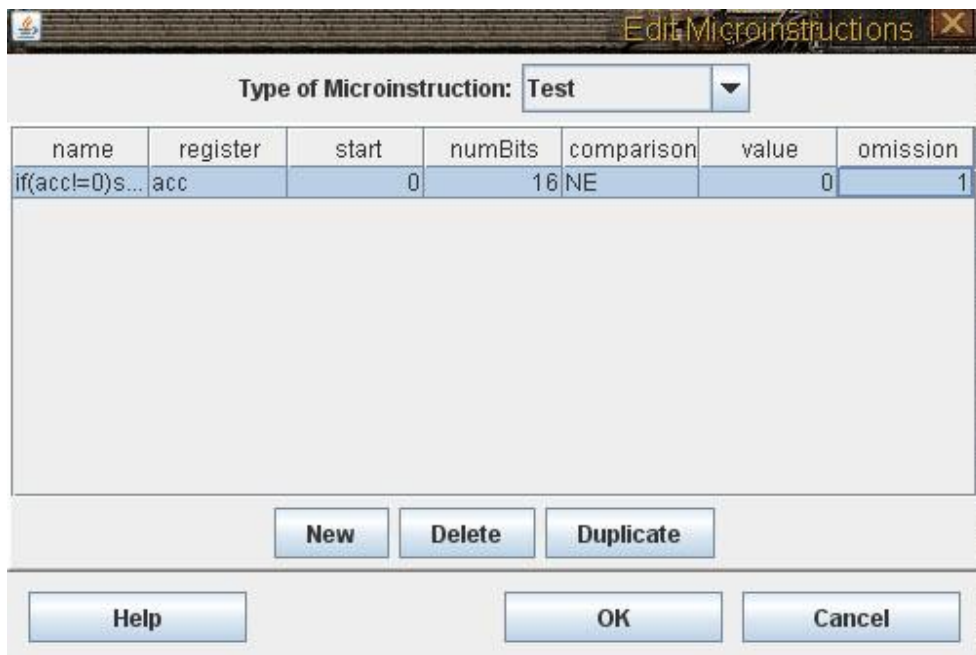 Edit Microinstructions
Type of Microinstruction: Test
name register start numBits comparison value omission
if(acc!=0)s... acc 0 16 NE 0 1
New Delete Duplicate
Help OK Cancel